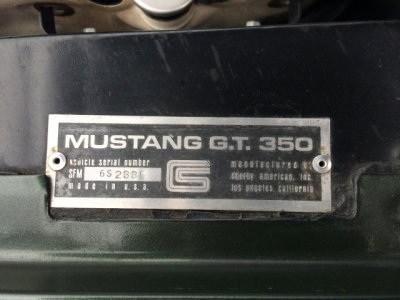 MUSTANG G.T. 350
vehicle serial number
manufactured by
SFM
shelby american, inc.
made in u.s.a.
los angeles, california